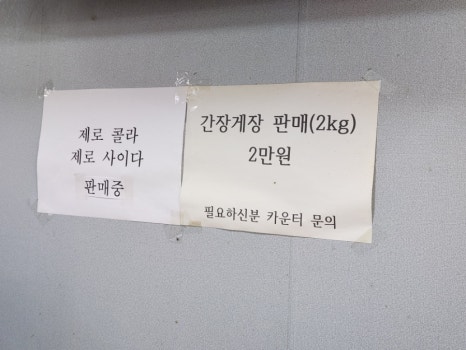 제로 콜라
제로 사이다
판매중
간장게장 판매(2kg)
2만원
필요하신분 카운터 문의